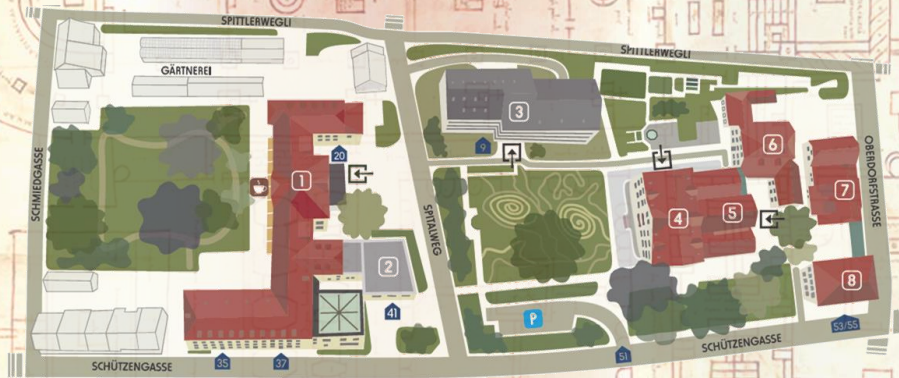 SPITTLERWEGLI
SPITTLERWEGLI
GÄRTNEREI
SCHMIEDGASSE
OBERDORFSTRASSE
SPITALWEG
1
2
3
4
5
6
7
8
9
20
41
35
37
51
53/55
P
SCHÜTZENGASSE
SCHÜTZENGASSE